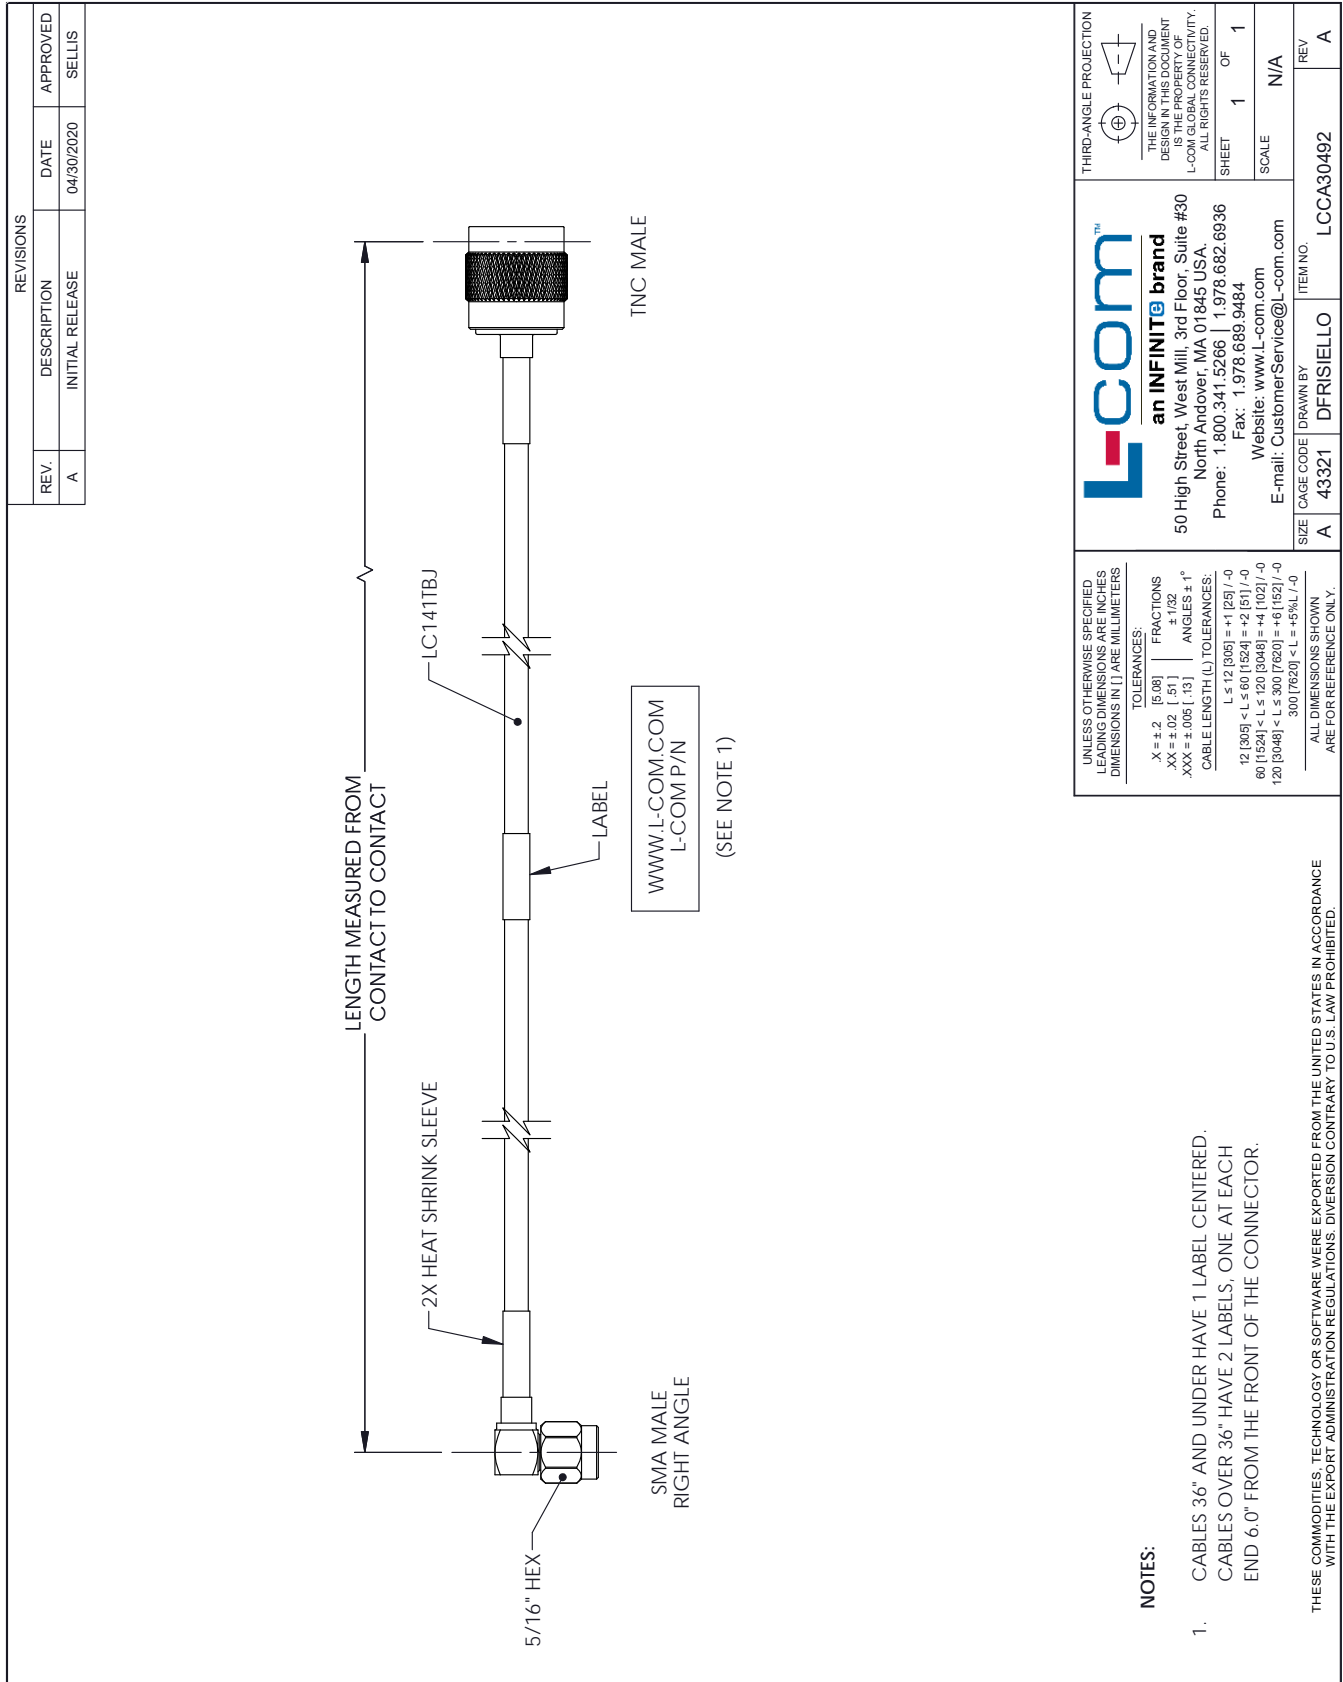 REVISIONS
REV. DESCRIPTION DATE APPROVED
A INITIAL RELEASE 04/30/2020 SELLIS
LENGTH MEASURED FROM
CONTACT TO CONTACT
2X HEAT SHRINK SLEEVE
LC141TBJ
5/16" HEX
LABEL
SMA MALE
RIGHT ANGLE
WWW.L-COM.COM
L-COM P/N
(SEE NOTE 1)
TNC MALE
NOTES:
1. CABLES 36" AND UNDER HAVE 1 LABEL CENTERED.
CABLES OVER 36" HAVE 2 LABELS, ONE AT EACH
END 6.0" FROM THE FRONT OF THE CONNECTOR.
THESE COMMODITIES, TECHNOLOGY OR SOFTWARE WERE EXPORTED FROM THE UNITED STATES IN ACCORDANCE
WITH THE EXPORT ADMINISTRATION REGULATIONS. DIVERSION CONTRARY TO U.S. LAW PROHIBITED.
UNLESS OTHERWISE SPECIFIED
LEADING DIMENSIONS ARE INCHES
DIMENSIONS IN [ ] ARE MILLIMETERS
TOLERANCES:
.X = ± .2 [5.08] FRACTIONS
.XX = ± .02 [ .51 ] ± 1/32
.XXX = ± .005 [ .13 ] ANGLES ± 1°
CABLE LENGTH (L) TOLERANCES:
L ≤ 12 [305] = +1 [25] / -0
12 [305] < L ≤ 60 [1524] = +2 [51] / -0
60 [1524] < L ≤ 120 [3048] = +4 [102] / -0
120 [3048] < L ≤ 300 [7620] = +6 [152] / -0
300 [7620] < L = +5%L / -0
ALL DIMENSIONS SHOWN
ARE FOR REFERENCE ONLY.
L-com™
an INFINITe brand
50 High Street, West Mill, 3rd Floor, Suite #30
North Andover, MA 01845 USA.
Phone: 1.800.341.5266 | 1.978.682.6936
Fax: 1.978.689.9484
Website: www.L-com.com
E-mail: CustomerService@L-com.com
THIRD-ANGLE PROJECTION
THE INFORMATION AND
DESIGN IN THIS DOCUMENT
IS THE PROPERTY OF
L-COM GLOBAL CONNECTIVITY.
ALL RIGHTS RESERVED.
SHEET 1 OF 1
SCALE N/A
SIZE A
CAGE CODE 43321
DRAWN BY DFRISIELLO
ITEM NO. LCCA30492
REV A